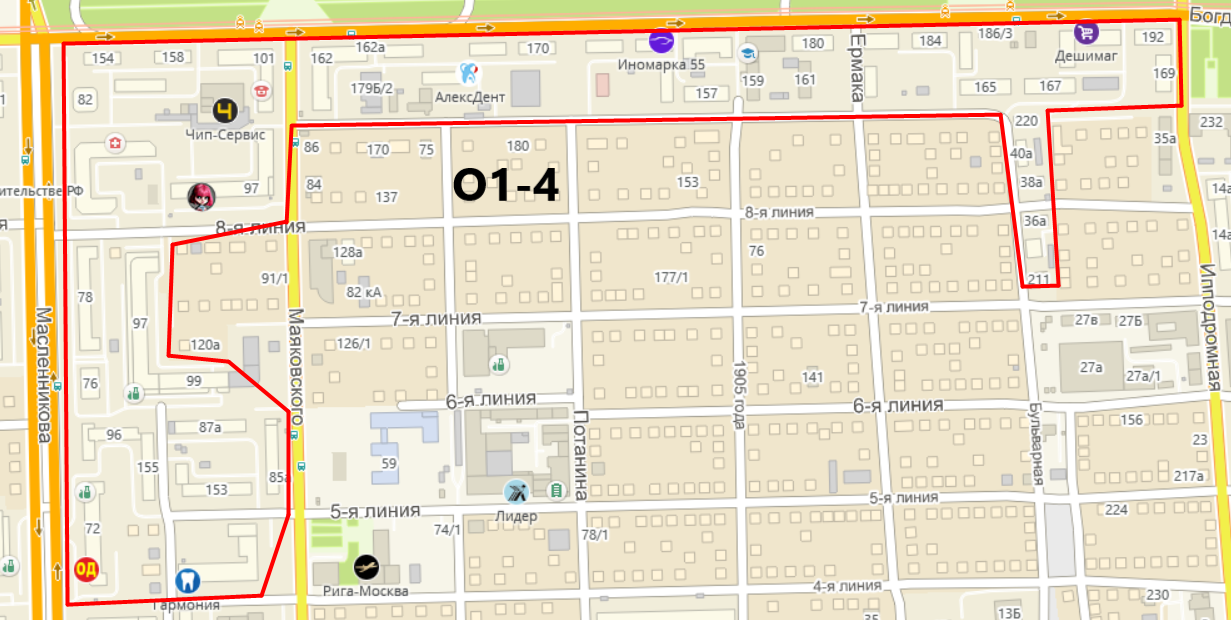 Богд
154
158
101
162
162а
170
Иномарка 55
180
Ермака
184
186/3
Дешимаг
192
82
179Б/2
АлексДент
157
159
161
165
167
169
Чип-Сервис
220
232
35а
86
170
75
180
О1-4
40а
ительстве РФ
97
84
137
153
38а
14а
8-я линия
8-я линия
36а
14а
128а
76
78
91/1
82 кА
177/1
211
Ипподромная
Масленникова
97
Маяковского
7-я линия
7-я линия
27в
27Б
120а
126/1
76
99
1905 года
141
27а
27а/1
6-я линия
6-я линия
Потанина
Бульварная
156
96
87а
23
155
59
85а
153
217а
72
5-я линия
Лидер
5-я линия
224
74/1
78/1
ОД
Гармония
Рига-Москва
4-я линия
230
13Б
35